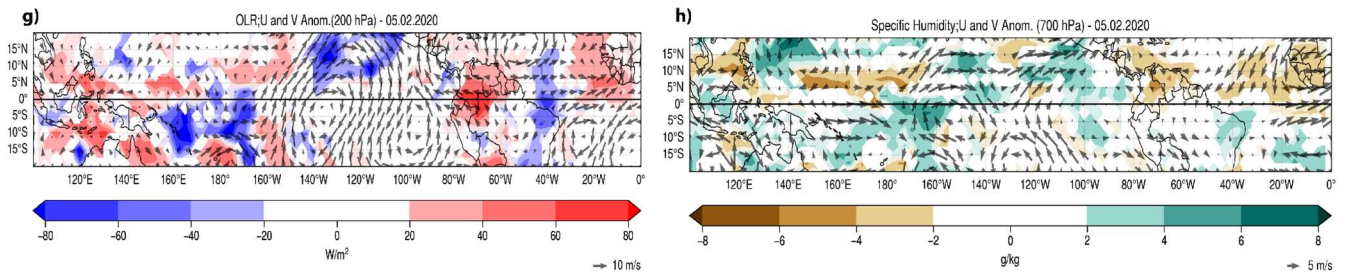 g)
OLR;U and V Anom.(200 hPa) - 05.02.2020
15°N
10°N
5°N
0°
5°S
10°S
15°S
120°E 140°E 160°E 180° 160°W 140°W 120°W 100°W 80°W 60°W 40°W 20°W 0°
−80 −60 −40 −20 0 20 40 60 80
W/m²
10 m/s
h)
Specific Humidity;U and V Anom. (700 hPa) - 05.02.2020
15°N
10°N
5°N
0°
5°S
10°S
15°S
120°E 140°E 160°E 180° 160°W 140°W 120°W 100°W 80°W 60°W 40°W 20°W 0°
−8 −6 −4 −2 0 2 4 6 8
g/kg
5 m/s